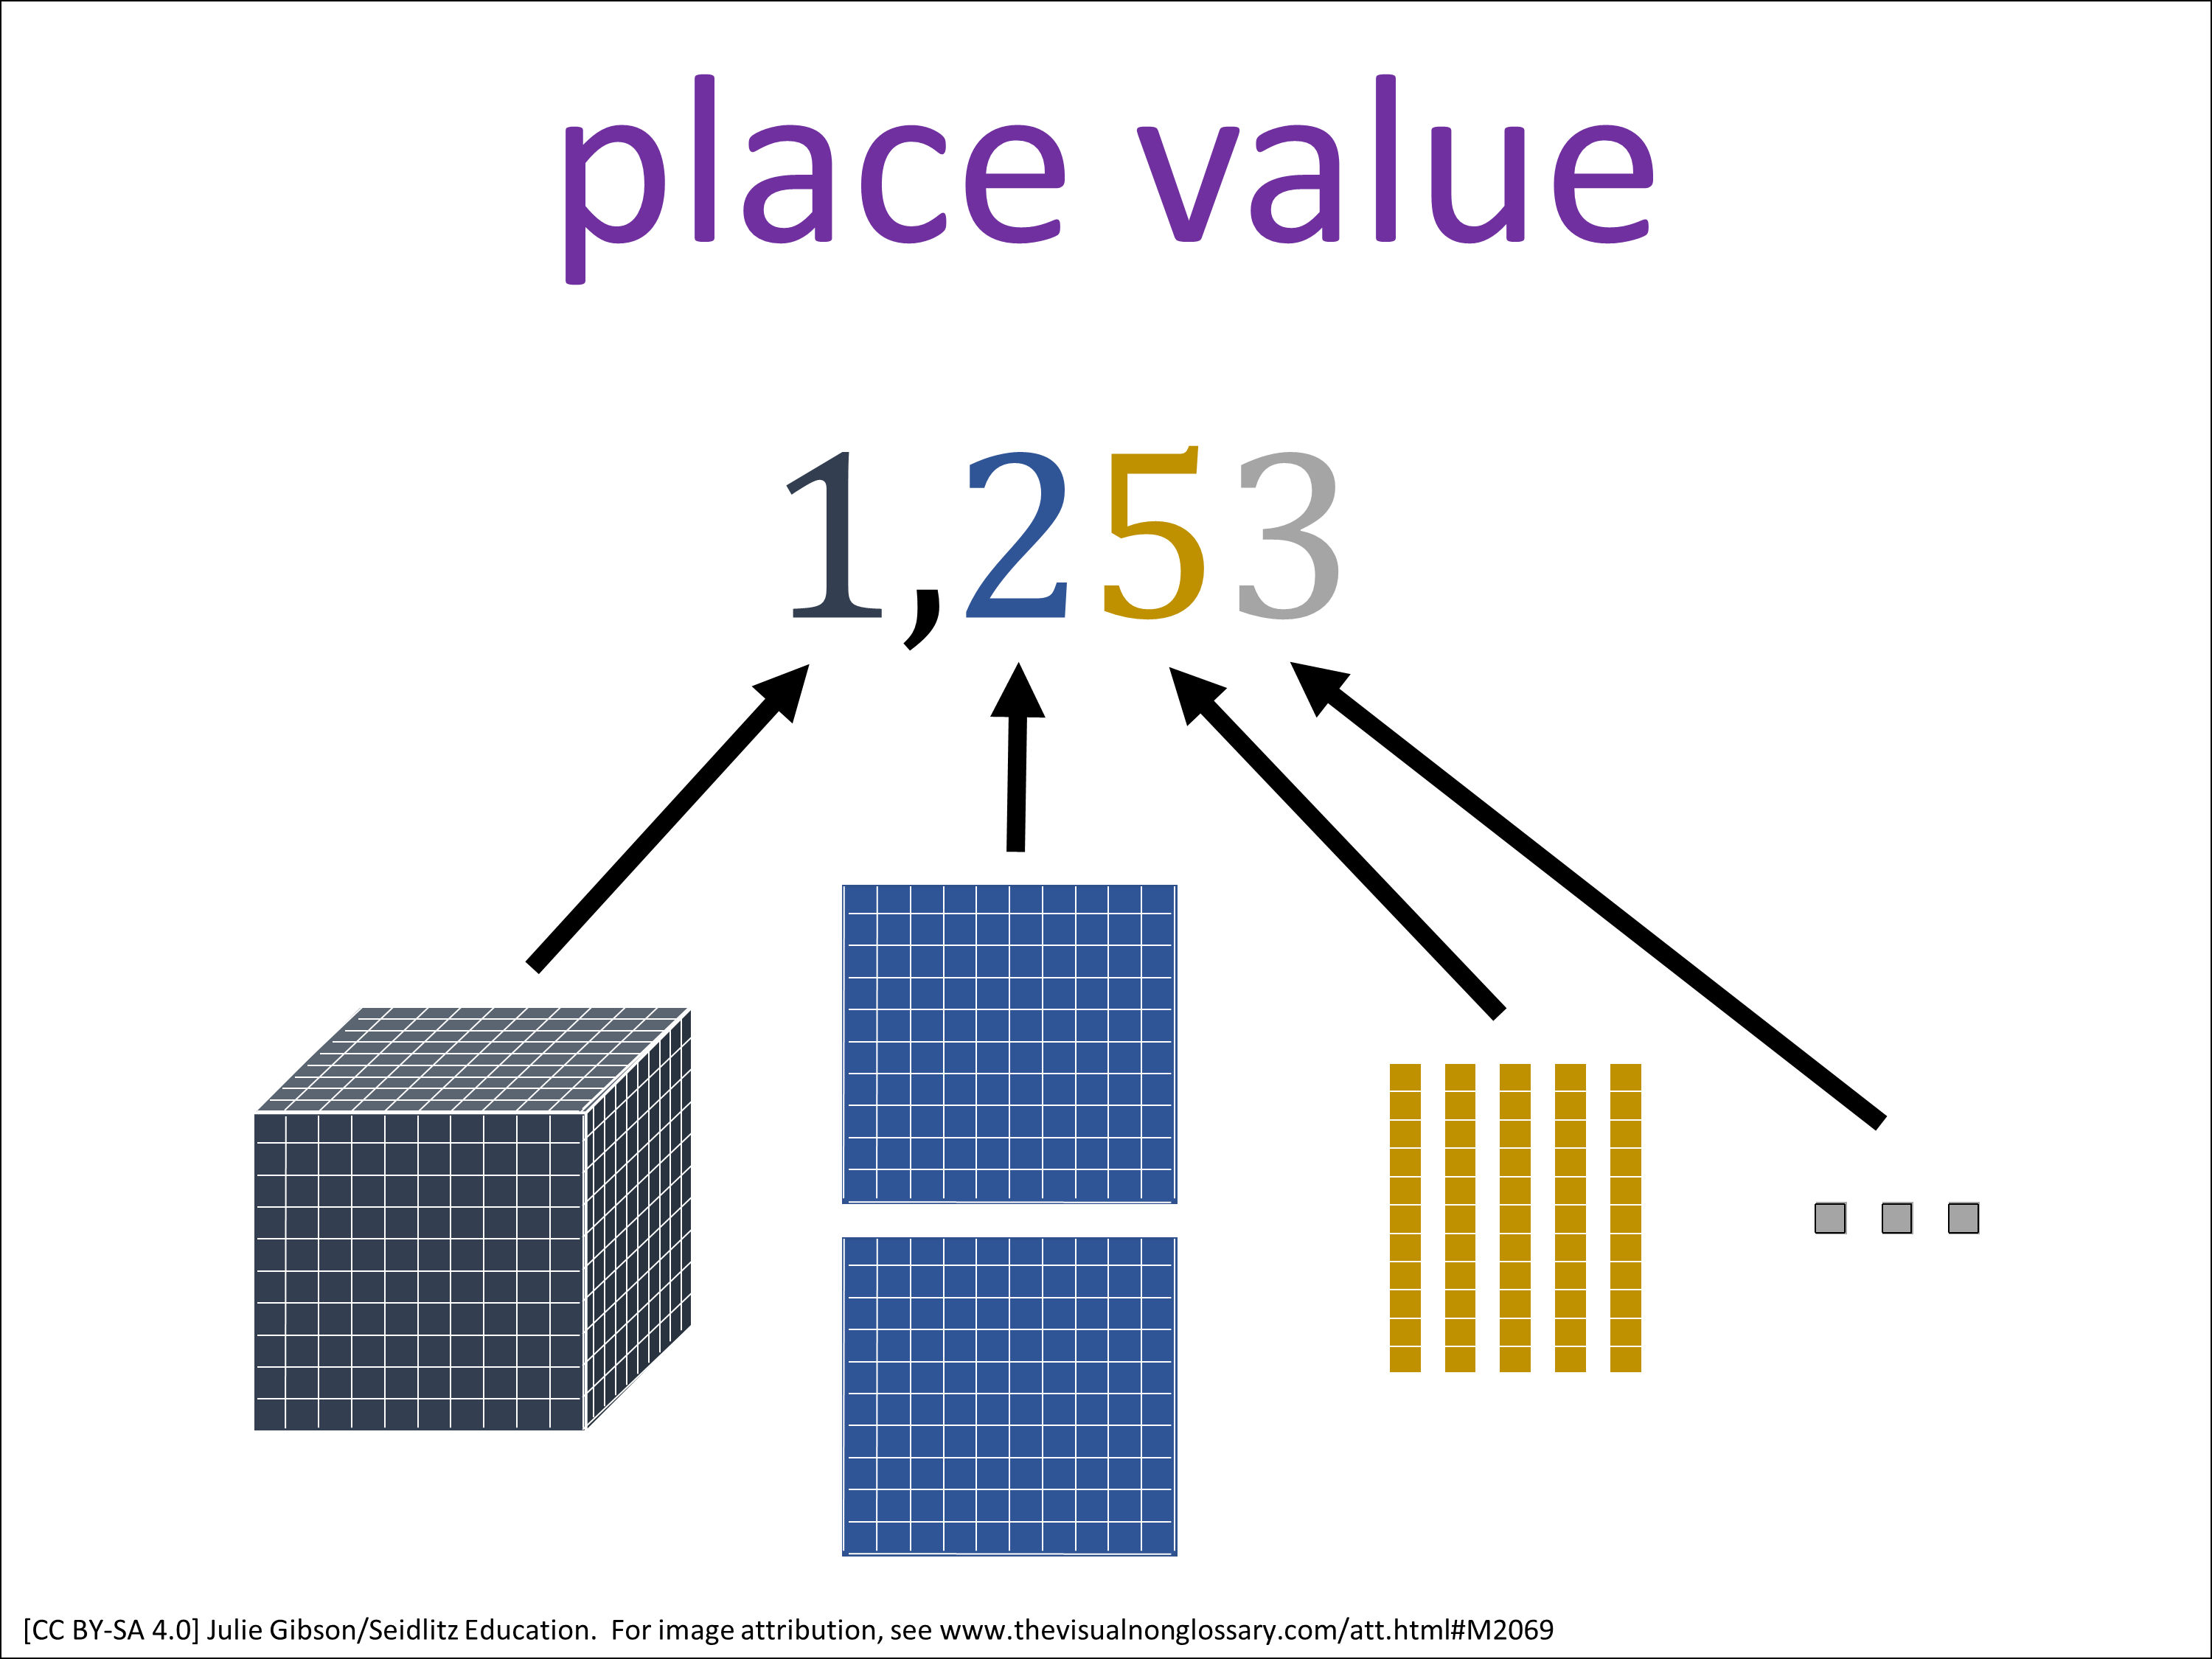 place value
1,253
[CC BY-SA 4.0] Julie Gibson/Seidlitz Education.  For image attribution, see www.thevisualnonglossary.com/att.html#M2069